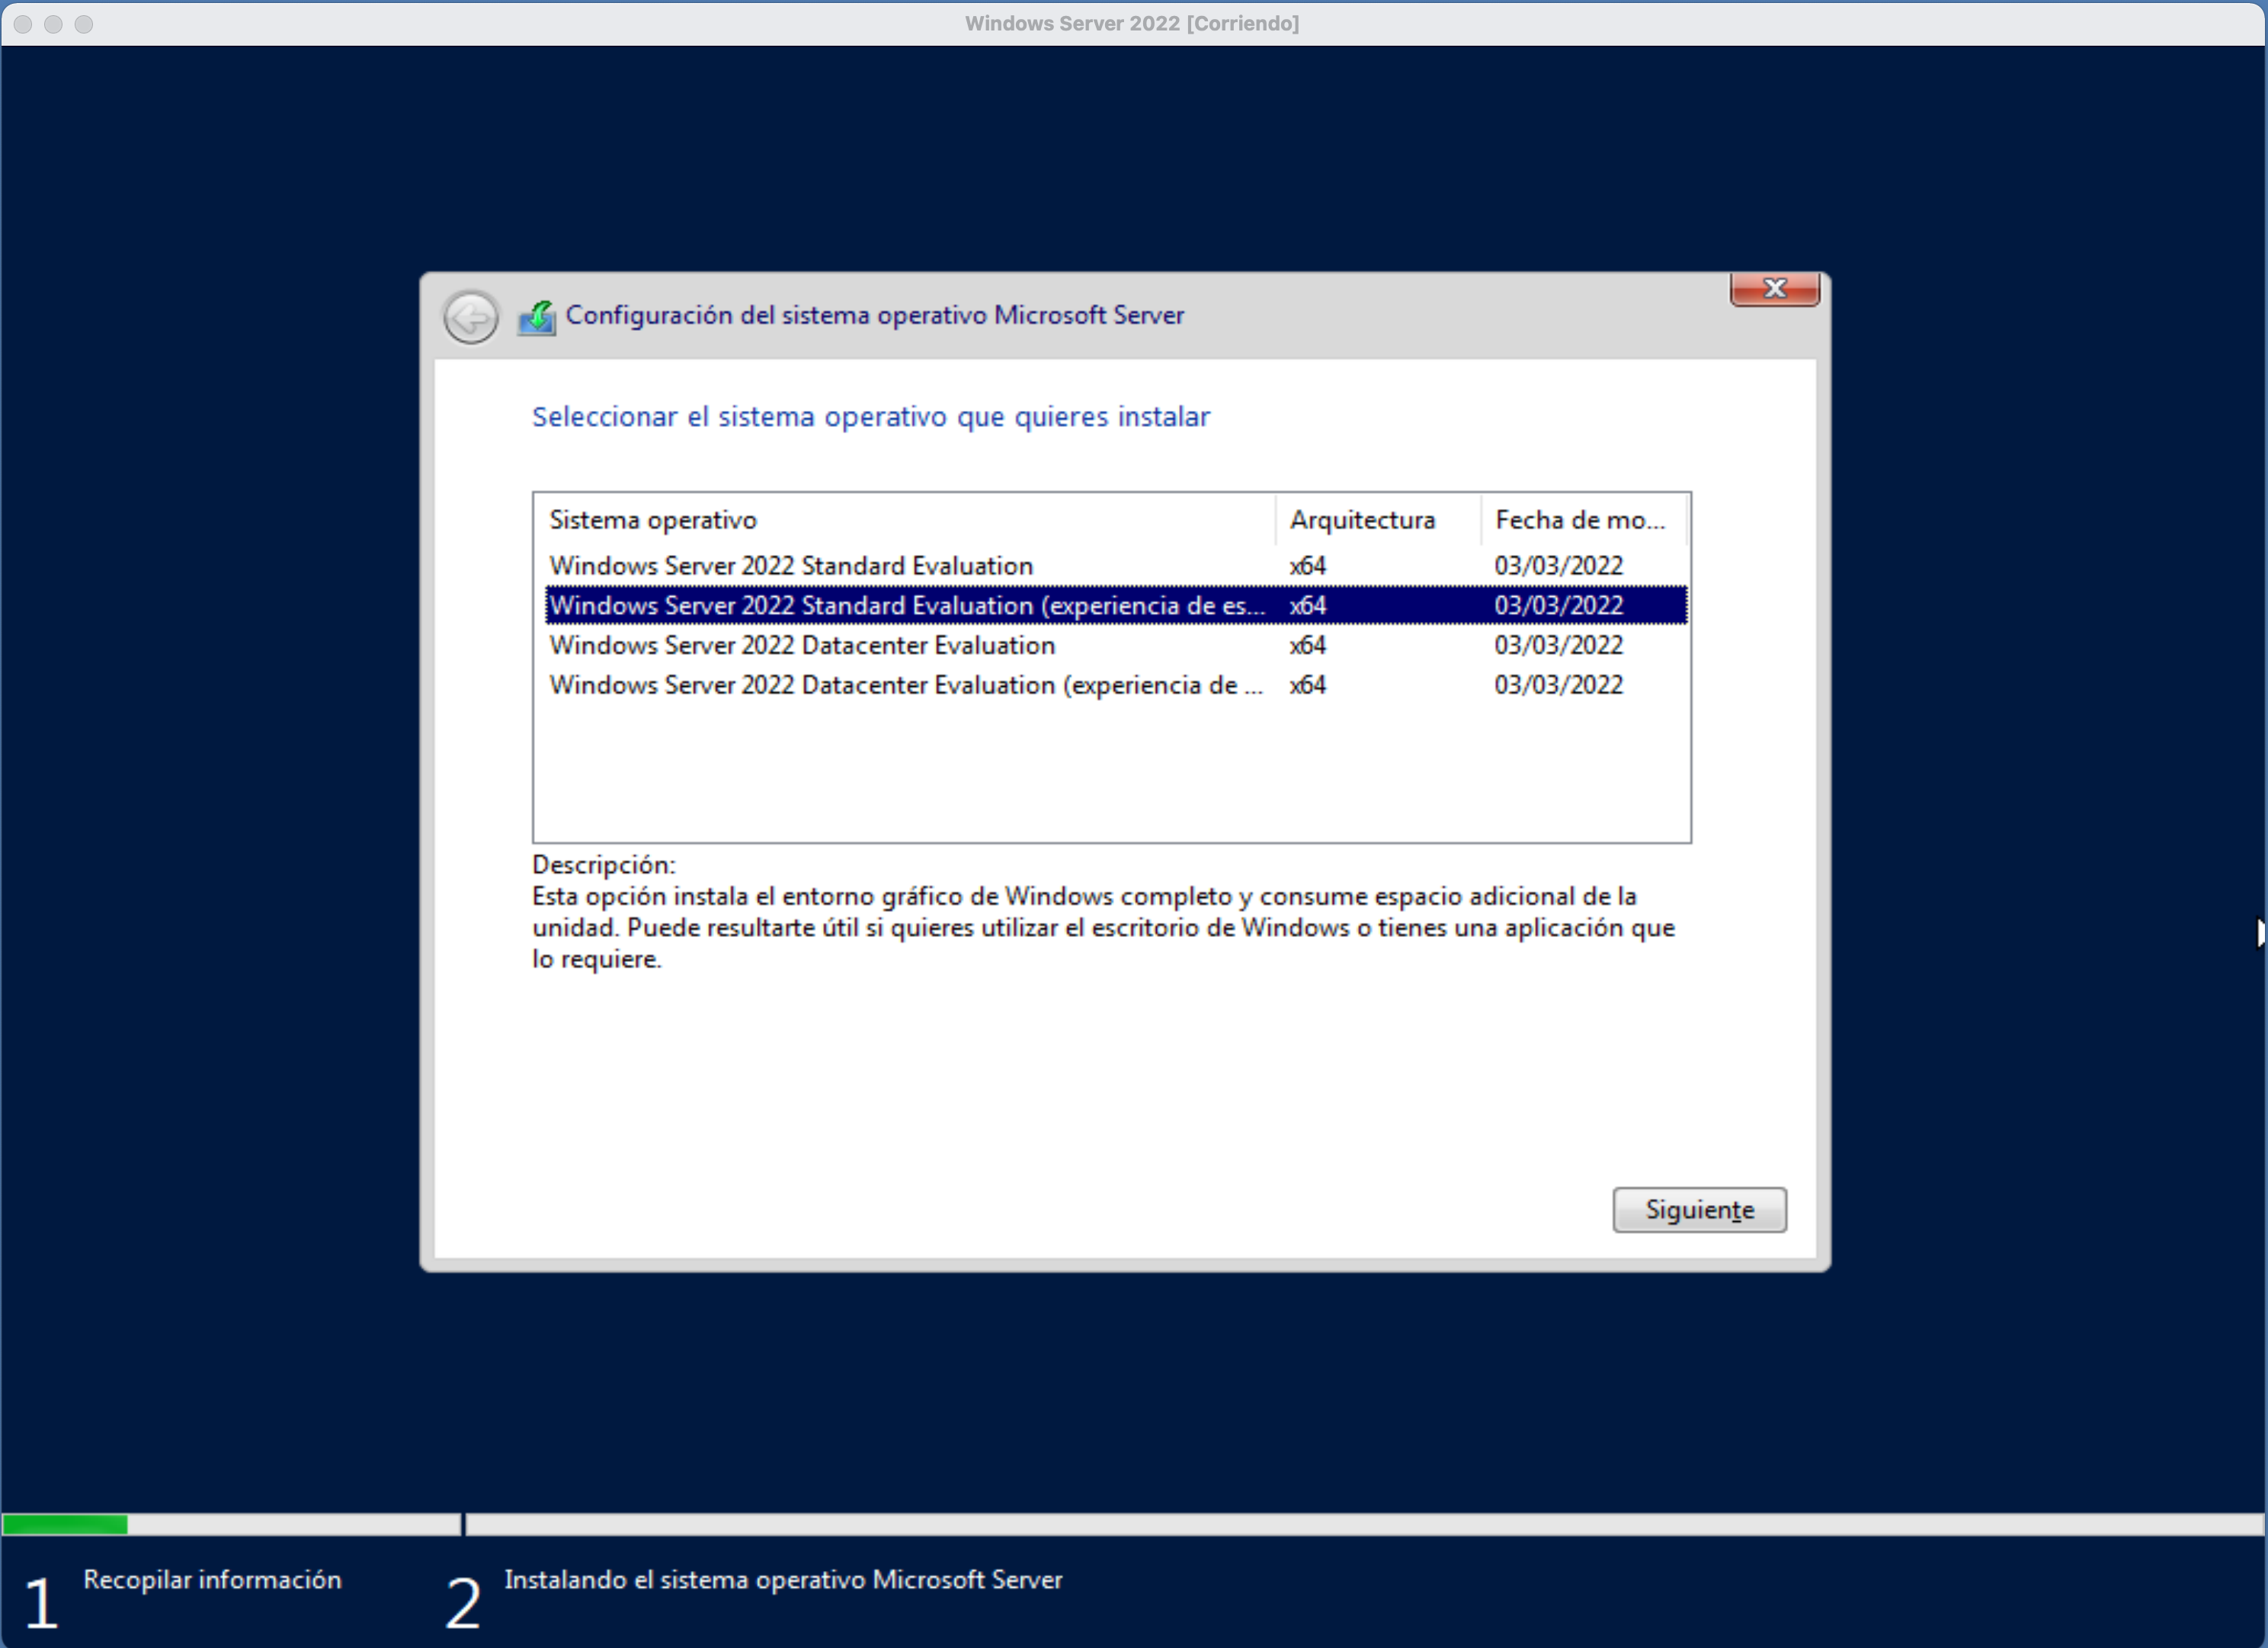 Windows Server 2022 [Corriendo]
Configuración del sistema operativo Microsoft Server
Seleccionar el sistema operativo que quieres instalar
Sistema operativo Arquitectura Fecha de mo...
Windows Server 2022 Standard Evaluation x64 03/03/2022
Windows Server 2022 Standard Evaluation (experiencia de es... x64 03/03/2022
Windows Server 2022 Datacenter Evaluation x64 03/03/2022
Windows Server 2022 Datacenter Evaluation (experiencia de ... x64 03/03/2022
Descripción:
Esta opción instala el entorno gráfico de Windows completo y consume espacio adicional de la
unidad. Puede resultarte útil si quieres utilizar el escritorio de Windows o tienes una aplicación que
lo requiere.
Siguiente
1 Recopilar información 2 Instalando el sistema operativo Microsoft Server